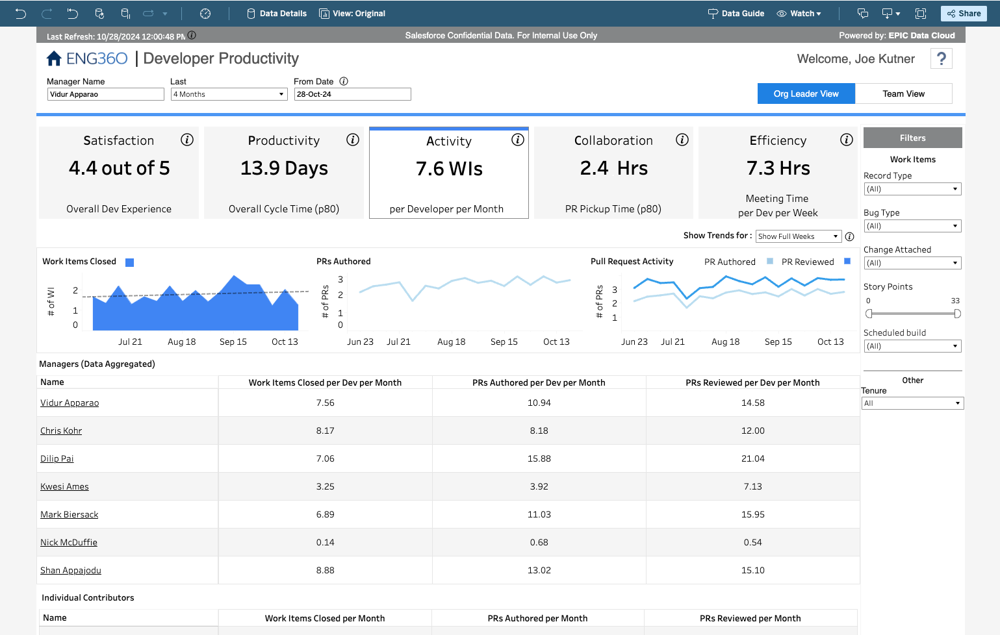 Data Details
View: Original
Data Guide
Watch
Share
Last Refresh: 10/28/2024 12:00:48 PM
Salesforce Confidential Data. For Internal Use Only
Powered by: EPIC Data Cloud
ENG360 | Developer Productivity
Welcome, Joe Kutner
?
Manager Name
Last
From Date
Vidur Apparao
4 Months
28-Oct-24
Org Leader View
Team View
Satisfaction
4.4 out of 5
Overall Dev Experience
Productivity
13.9 Days
Overall Cycle Time (p80)
Activity
7.6 WIs
per Developer per Month
Collaboration
2.4 Hrs
PR Pickup Time (p80)
Efficiency
7.3 Hrs
Meeting Time
per Dev per Week
Filters
Work Items
Record Type
(All)
Bug Type
(All)
Change Attached
(All)
Story Points
0 33
Scheduled build
(All)
Other
Tenure
All
Show Trends for :
Show Full Weeks
Work Items Closed
# of WI
2
1
0
Jul 21 Aug 18 Sep 15 Oct 13
PRs Authored
# of PRs
3
2
1
0
Jun 23 Jul 21 Aug 18 Sep 15 Oct 13
Pull Request Activity
PR Authored
PR Reviewed
# of PRs
3
2
1
Jun 23 Jul 21 Aug 18 Sep 15 Oct 13
Managers (Data Aggregated)
Name Work Items Closed per Dev per Month PRs Authored per Dev per Month PRs Reviewed per Dev per Month
Vidur Apparao 7.56 10.94 14.58
Chris Kohr 8.17 8.18 12.00
Dilip Pai 7.06 15.88 21.04
Kwesi Ames 3.25 3.92 7.13
Mark Biersack 6.89 11.03 15.95
Nick McDuffie 0.14 0.68 0.54
Shan Appajodu 8.88 13.02 15.10
Individual Contributors
Name Work Items Closed per Month PRs Authored per Month PRs Reviewed per Month